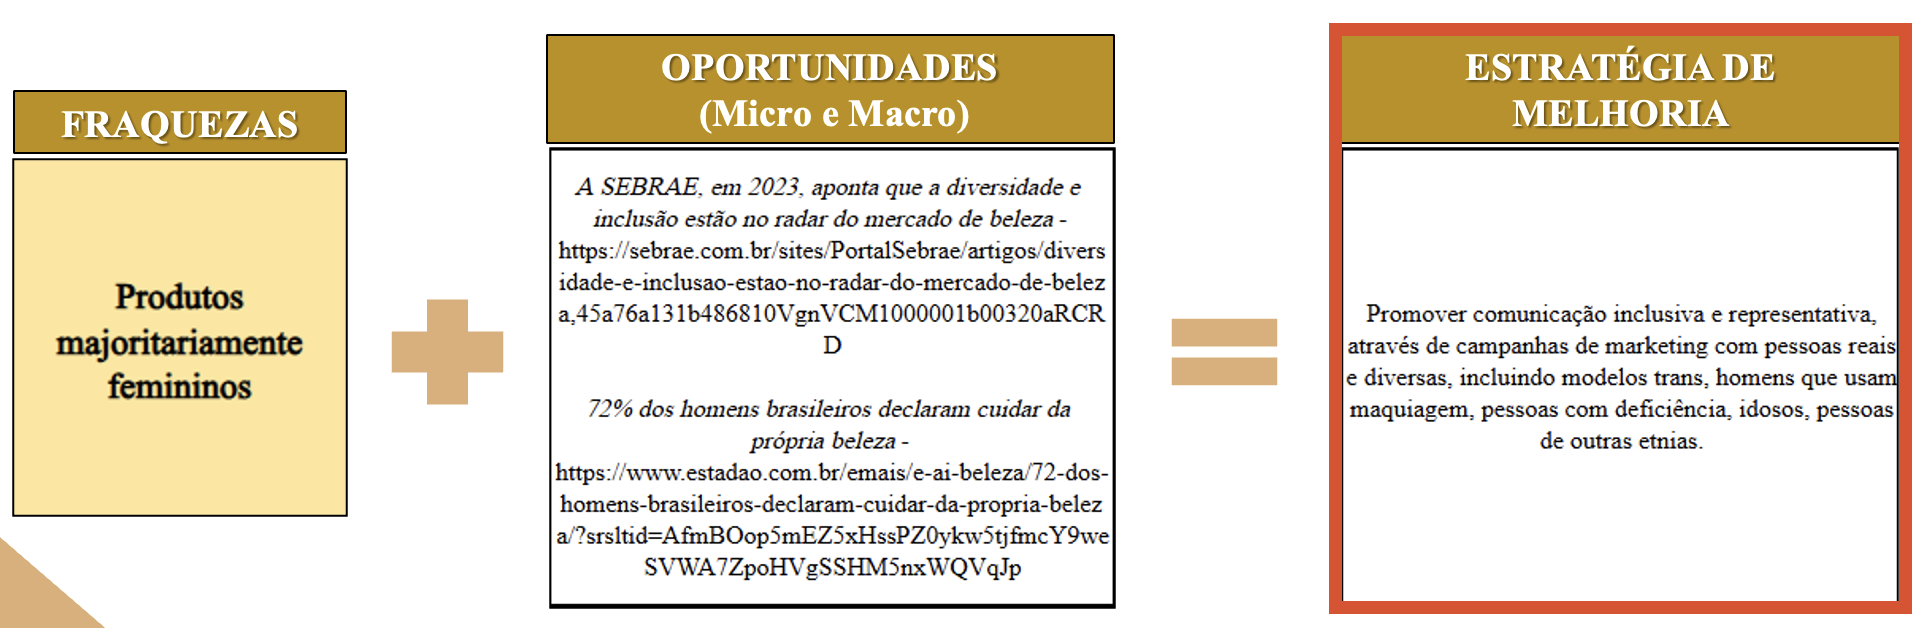 FRAQUEZAS
Produtos
majoritariamente
femininos
OPORTUNIDADES
(Micro e Macro)
A SEBRAE, em 2023, aponta que a diversidade e
inclusão estão no radar do mercado de beleza -
https://sebrae.com.br/sites/PortalSebrae/artigos/divers
idade-e-inclusao-estao-no-radar-do-mercado-de-belez
a,45a76a131b486810VgnVCM1000001b00320aRCR
D
72% dos homens brasileiros declaram cuidar da
própria beleza -
https://www.estadao.com.br/emais/e-ai-beleza/72-dos-
homens-brasileiros-declaram-cuidar-da-propria-belez
a/?srsltid=AfmBOop5mEZ5xHssPZ0ykw5tjfmcY9we
SVWA7ZpoHVgSSHM5nxWQVqJp
ESTRATÉGIA DE
MELHORIA
Promover comunicação inclusiva e representativa,
através de campanhas de marketing com pessoas reais
e diversas, incluindo modelos trans, homens que usam
maquiagem, pessoas com deficiência, idosos, pessoas
de outras etnias.